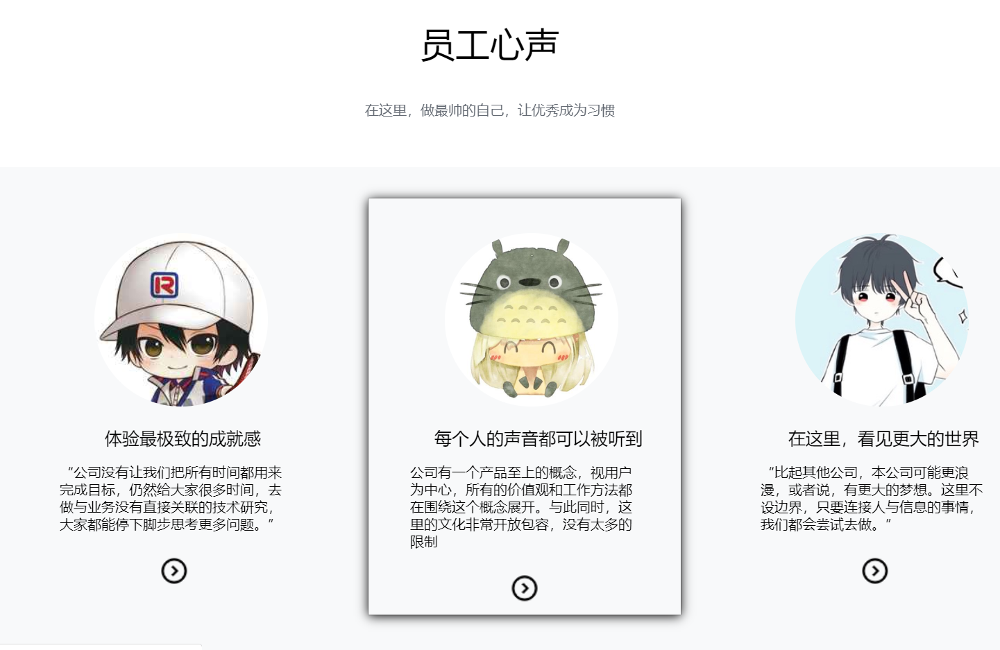 员工心声
在这里，做最帅的自己，让优秀成为习惯
R
体验最极致的成就感
“公司没有让我们把所有时间都用来
完成目标，仍然给大家很多时间，去
做与业务没有直接关联的技术研究，
大家都能停下脚步思考更多问题。”
每个人的声音都可以被听到
公司有一个产品至上的概念，视用户
为中心，所有的价值观和工作方法都
在围绕这个概念展开。与此同时，这
里的文化非常开放包容，没有太多的
限制
在这里，看见更大的世界
“比起其他公司，本公司可能更浪
漫，或者说，有更大的梦想。这里不
设边界，只要连接人与信息的事情，
我们都会尝试去做。”